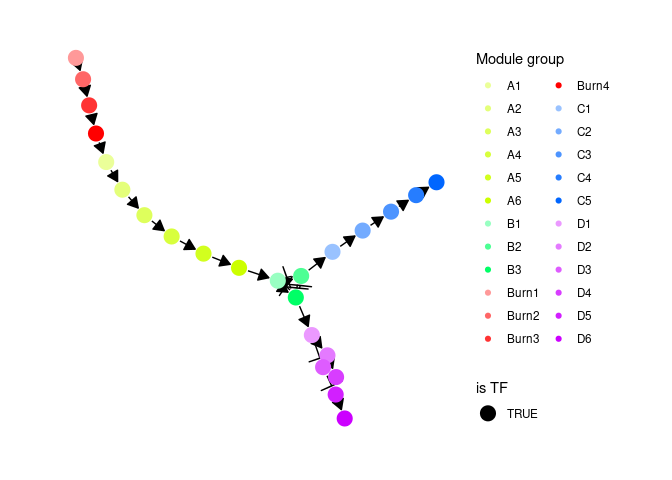 Module group
A1
A2
A3
A4
A5
A6
B1
B2
B3
Burn1
Burn2
Burn3
Burn4
C1
C2
C3
C4
C5
D1
D2
D3
D4
D5
D6
is TF
TRUE